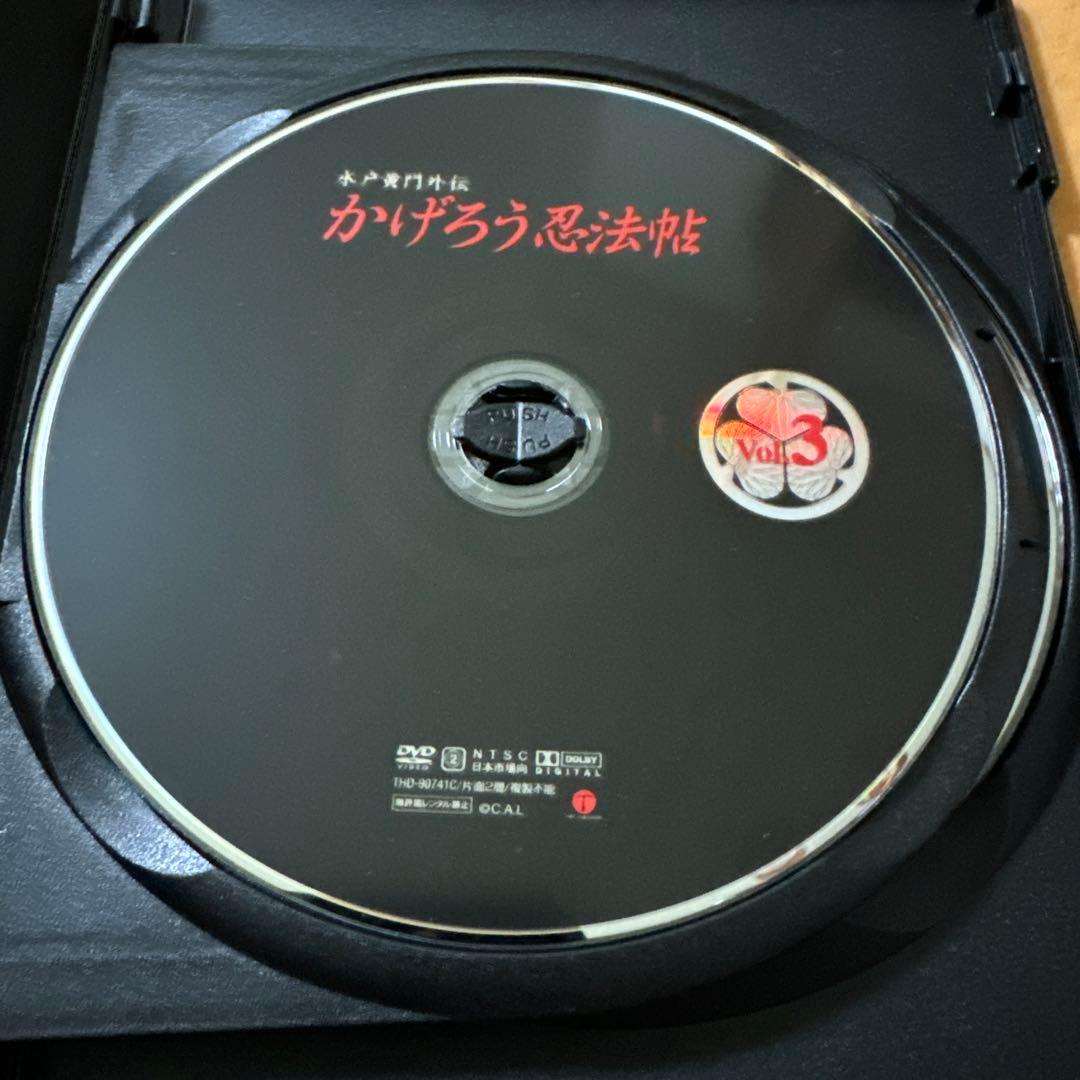 水戸黄門外伝
かげろう忍法帖
PUSH
PUSH
Vol.3
DVD
VIDEO
2
NTSC
日本市場向
DOLBY
DIGITAL
THD-90741C/片面2層/複製不能
無許諾レンタル禁止
©C.A.L